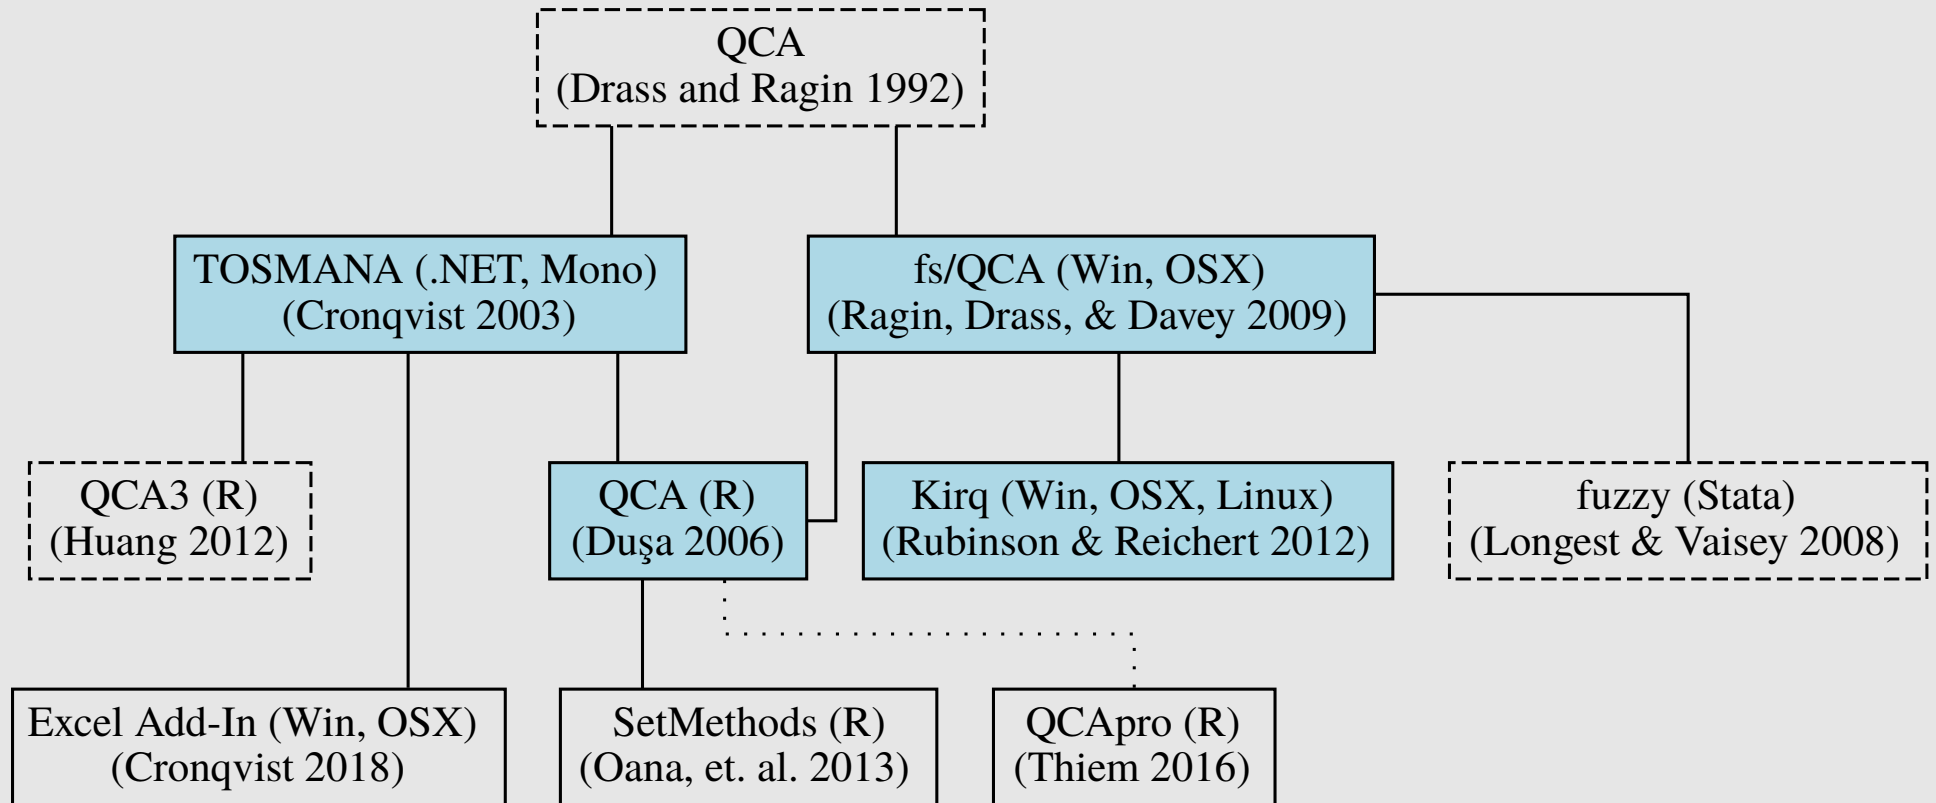 QCA
(Drass and Ragin 1992)
TOSMANA (.NET, Mono)
(Cronqvist 2003)
fs/QCA (Win, OSX)
(Ragin, Drass, & Davey 2009)
QCA3 (R)
(Huang 2012)
QCA (R)
(Duşa 2006)
Kirq (Win, OSX, Linux)
(Rubinson & Reichert 2012)
fuzzy (Stata)
(Longest & Vaisey 2008)
Excel Add-In (Win, OSX)
(Cronqvist 2018)
SetMethods (R)
(Oana, et. al. 2013)
QCApro (R)
(Thiem 2016)